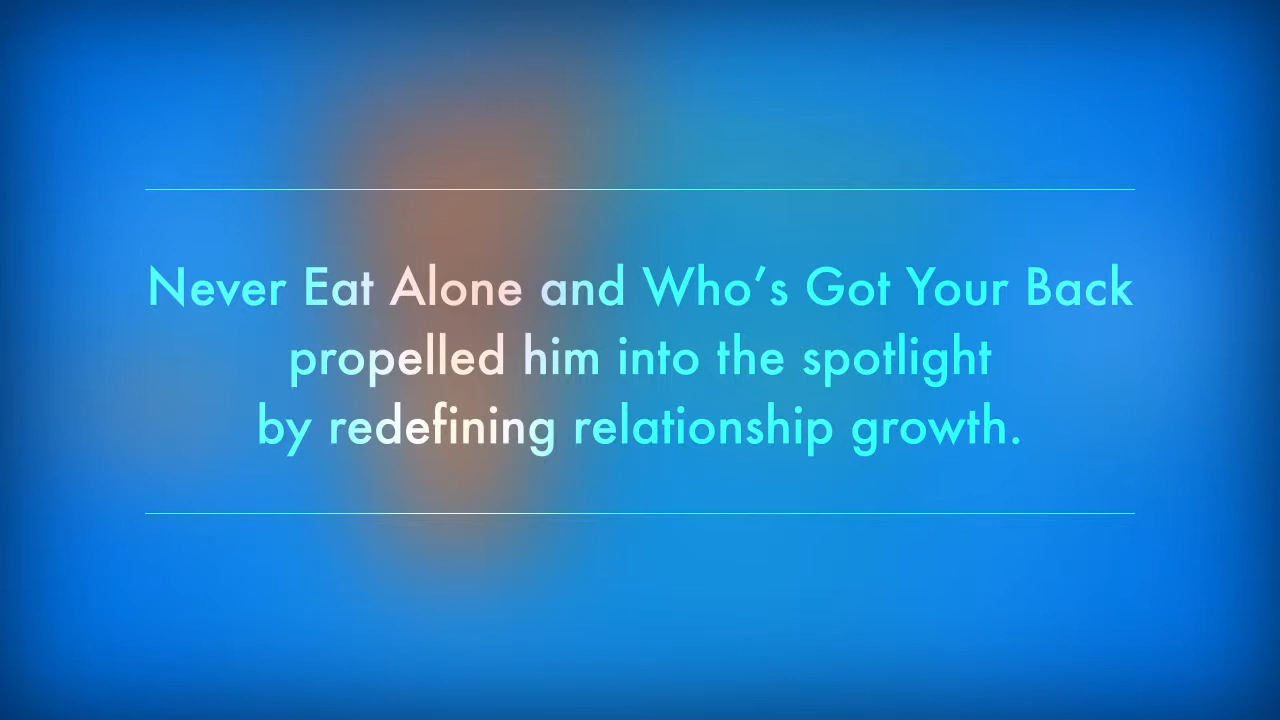 Never Eat Alone and Who’s Got Your Back
propelled him into the spotlight
by redefining relationship growth.